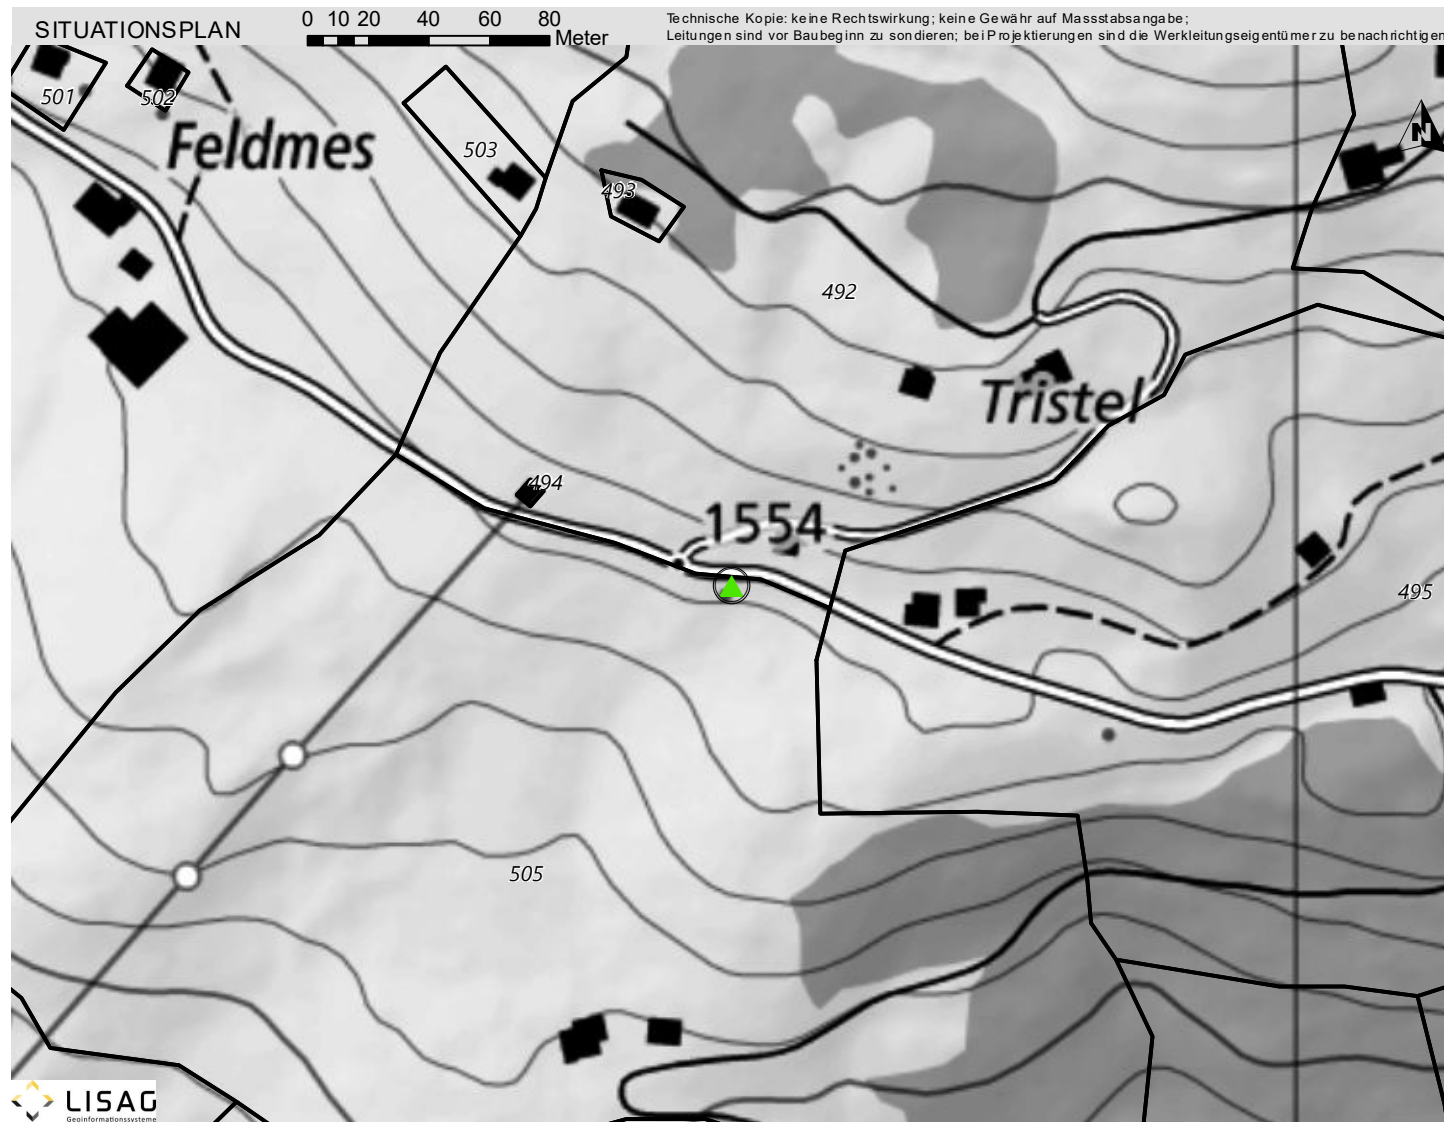 SITUATIONSPLAN
0 10 20 40 60 80
Meter
Technische Kopie: keine Rechtswirkung; keine Gewähr auf Massstabsangabe;
Leitungen sind vor Baubeginn zu sondieren; bei Projektierungen sind die Werkleitungseigentümer zu benachrichtigen
501
502
Feldmes
503
493
N
492
Tristel
494
1554
495
505
LISAG
Geoinformationssysteme